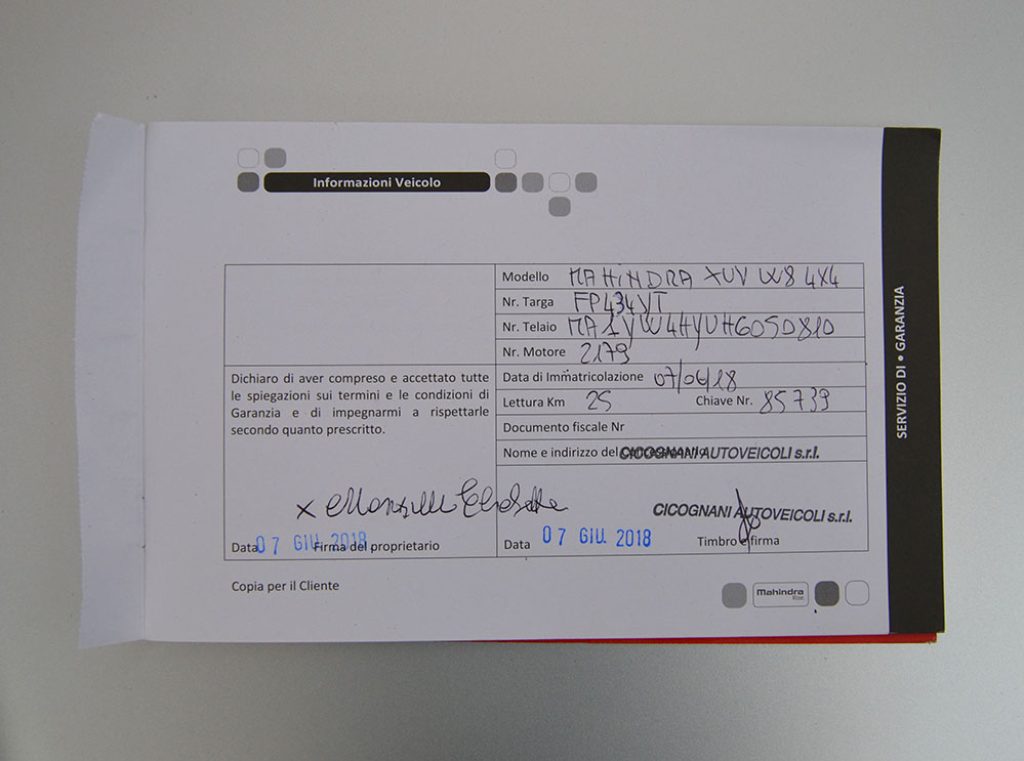 Informazioni Veicolo
Modello MAHINDRA XUV W8 4X4
Nr. Targa FP434VT
Nr. Telaio MA1YW4HYUHG05D810
Nr. Motore 2179
Dichiaro di aver compreso e accettato tutte
le spiegazioni sui termini e le condizioni di
Garanzia e di impegnarmi a rispettarle
secondo quanto prescritto.
Data di Immatricolazione 07/06/18
Lettura Km 25 Chiave Nr. 85739
Documento fiscale Nr
Nome e indirizzo del CICOGNANI AUTOVEICOLI s.r.l.
x
CICOGNANI AUTOVEICOLI s.r.l.
Data 07 GIU. 2018 Firma del proprietario
Data 07 GIU. 2018 Timbro e firma
Copia per il Cliente
Mahindra
Rise.
SERVIZIO DI • GARANZIA